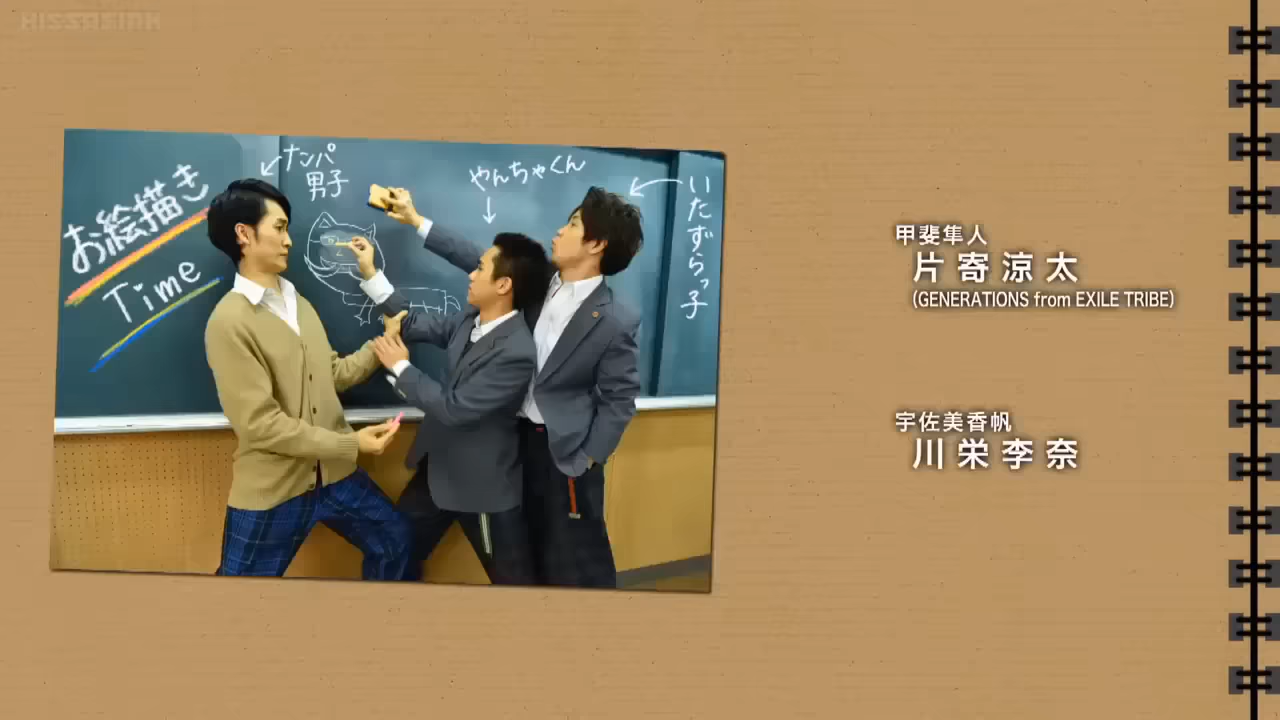 HISSASINH
お絵描き
Time
ナンパ
男子
やんちゃくん
いたずらっ子
甲斐隼人
片寄涼太
(GENERATIONS from EXILE TRIBE)
宇佐美香帆
川栄李奈